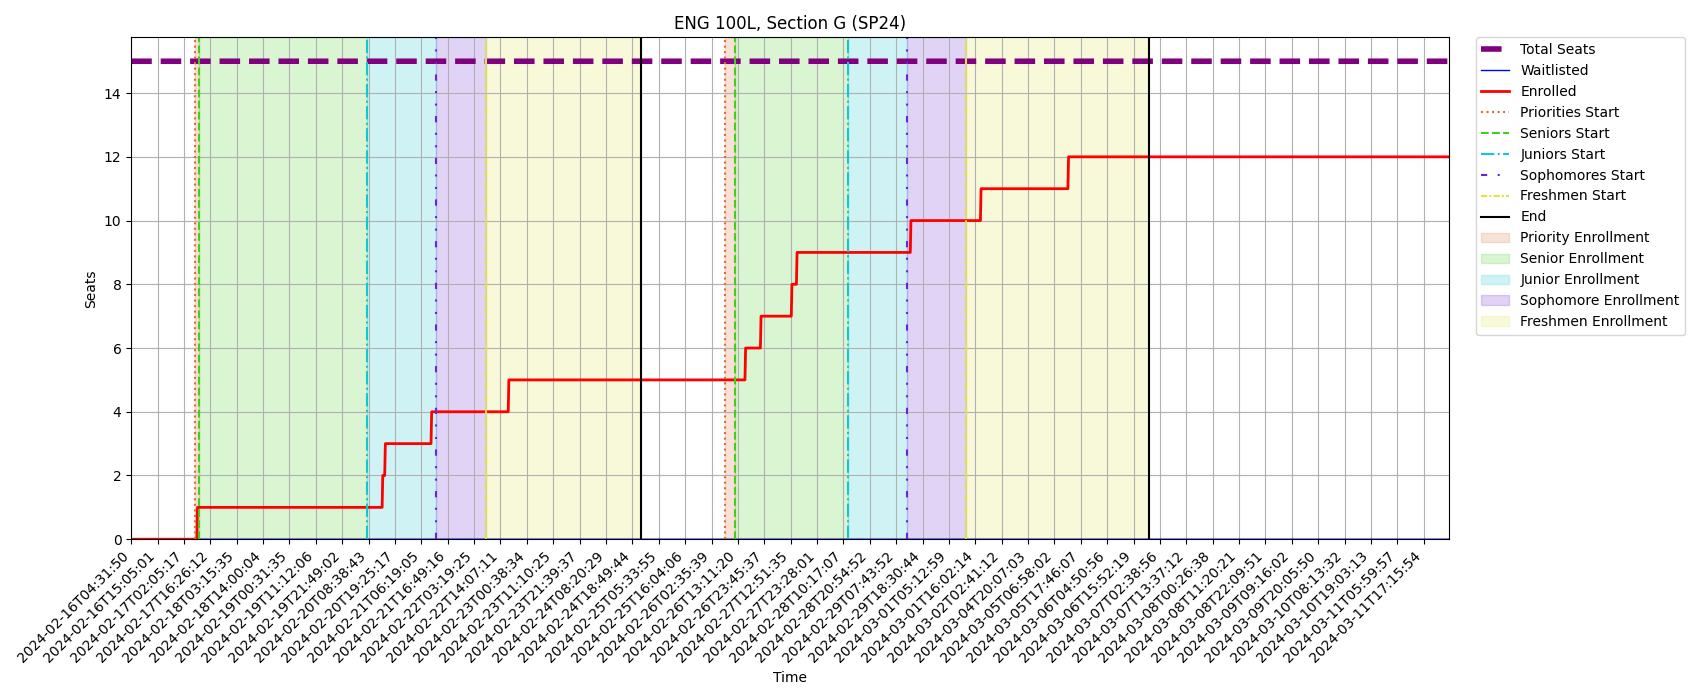 ENG 100L, Section G (SP24)
Total Seats
Waitlisted
Enrolled
Priorities Start
Seniors Start
Juniors Start
Sophomores Start
Freshmen Start
End
Priority Enrollment
Senior Enrollment
Junior Enrollment
Sophomore Enrollment
Freshmen Enrollment
Seats
14
12
10
8
6
4
2
0
2024-02-16T04:31:50
2024-02-16T15:05:01
2024-02-17T02:05:17
2024-02-17T16:26:12
2024-02-18T03:15:35
2024-02-18T14:00:04
2024-02-19T00:31:35
2024-02-19T11:12:06
2024-02-19T21:49:02
2024-02-20T08:38:43
2024-02-20T19:25:17
2024-02-21T06:19:05
2024-02-21T16:49:16
2024-02-22T03:19:25
2024-02-22T14:07:11
2024-02-23T00:38:34
2024-02-23T11:10:25
2024-02-23T21:39:37
2024-02-24T08:20:29
2024-02-24T18:49:44
2024-02-25T05:33:55
2024-02-25T16:04:06
2024-02-26T02:35:39
2024-02-26T13:11:20
2024-02-26T23:45:37
2024-02-27T12:51:35
2024-02-27T23:28:01
2024-02-28T10:17:07
2024-02-28T20:54:52
2024-02-29T07:43:52
2024-02-29T18:30:44
2024-03-01T05:12:59
2024-03-01T16:02:14
2024-03-02T02:41:12
2024-03-04T20:07:03
2024-03-05T06:58:02
2024-03-05T17:46:07
2024-03-06T04:50:56
2024-03-06T15:52:19
2024-03-07T02:38:56
2024-03-07T13:37:12
2024-03-08T00:26:38
2024-03-08T11:20:21
2024-03-08T22:09:51
2024-03-09T09:16:02
2024-03-09T20:05:50
2024-03-10T08:13:32
2024-03-10T19:03:13
2024-03-11T05:59:57
2024-03-11T17:15:54
Time